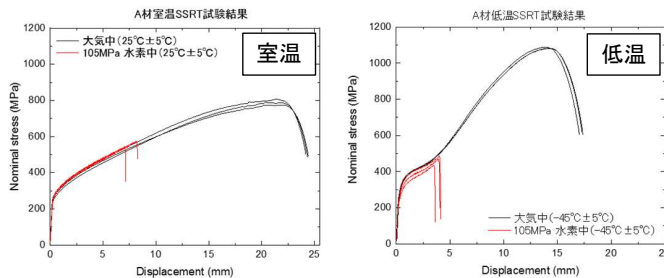 A材室温SSRT試験結果
大気中(25℃±5℃)
105MPa 水素中(25℃±5℃)
室温
Nominal stress (MPa)
1200
1000
800
600
400
200
0
0 5 10 15 20 25
Displacement (mm)
A材低温SSRT試験結果
低温
Nominal stress (MPa)
1200
1000
800
600
400
200
0
大気中(-45℃±5℃)
105MPa 水素中(-45℃±5℃)
0 5 10 15 20 25
Displacement (mm)